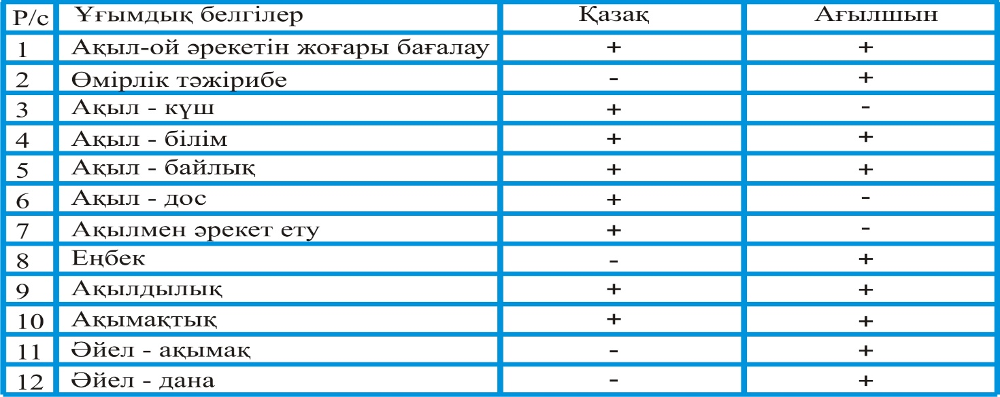 Р/с Ұғымдық белгілер Қазақ Ағылшын
1 Ақыл-ой әрекетін жоғары бағалау + +
2 Өмірлік тәжірибе - +
3 Ақыл - күш + -
4 Ақыл - білім + +
5 Ақыл - байлық + +
6 Ақыл - дос + -
7 Ақылмен әрекет ету + -
8 Еңбек - +
9 Ақылдылық + +
10 Ақымақтық + +
11 Әйел - ақымақ - +
12 Әйел - дана - +